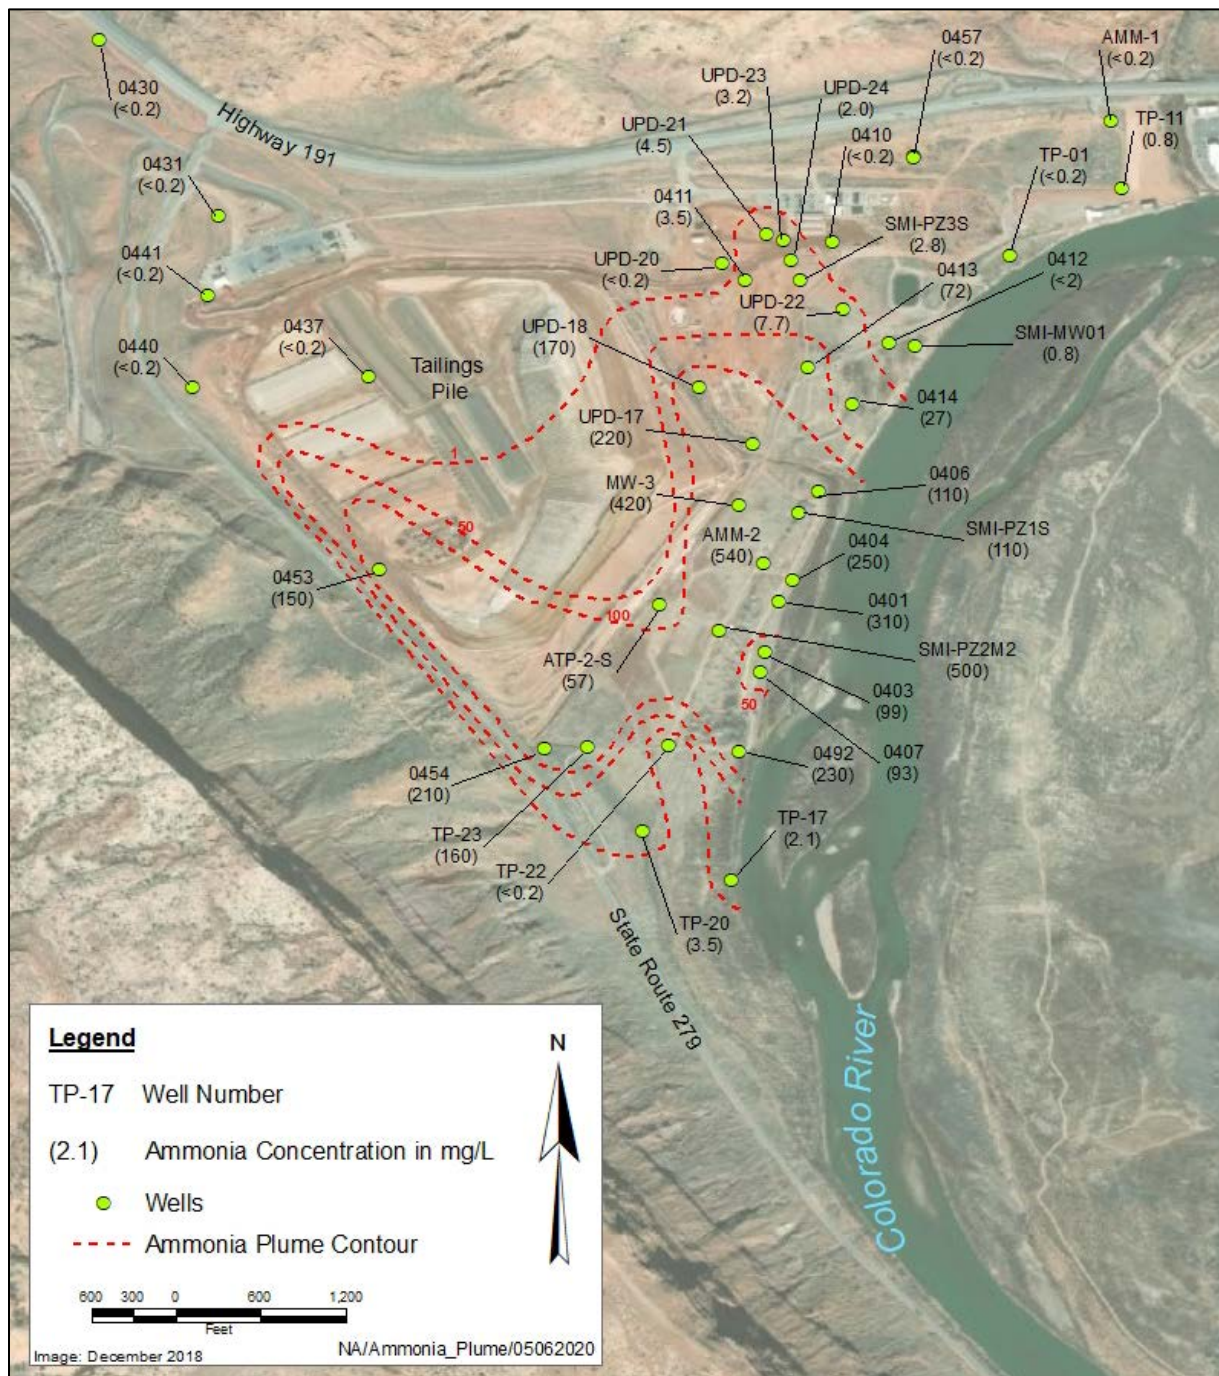 0430
(<0.2)
Highway 191
0431
(<0.2)
0441
(<0.2)
0440
(<0.2)
0437
(<0.2)
Tailings
Pile
UPD-23
(3.2)
UPD-24
(2.0)
UPD-21
(4.5)
0457
(<0.2)
AMM-1
(<0.2)
TP-11
(0.8)
0410
(<0.2)
TP-01
(<0.2)
0411
(3.5)
SMI-PZ3S
(2.8)
UPD-20
(<0.2)
0413
(72)
0412
(<2)
UPD-22
(7.7)
UPD-18
(170)
SMI-MW01
(0.8)
0414
(27)
UPD-17
(220)
1
MW-3
(420)
0406
(110)
50
SMI-PZ1S
(110)
AMM-2
(540)
0404
(250)
0453
(150)
100
0401
(310)
ATP-2-S
(57)
SMI-PZ2M2
(500)
50
0403
(99)
0454
(210)
0492
(230)
0407
(93)
TP-23
(160)
TP-22
(<0.2)
TP-17
(2.1)
TP-20
(3.5)
State Route 279
Colorado River
Legend
N
TP-17 Well Number
(2.1) Ammonia Concentration in mg/L
Wells
Ammonia Plume Contour
600 300 0 600 1,200
Feet
Image: December 2018
NA/Ammonia_Plume/05062020